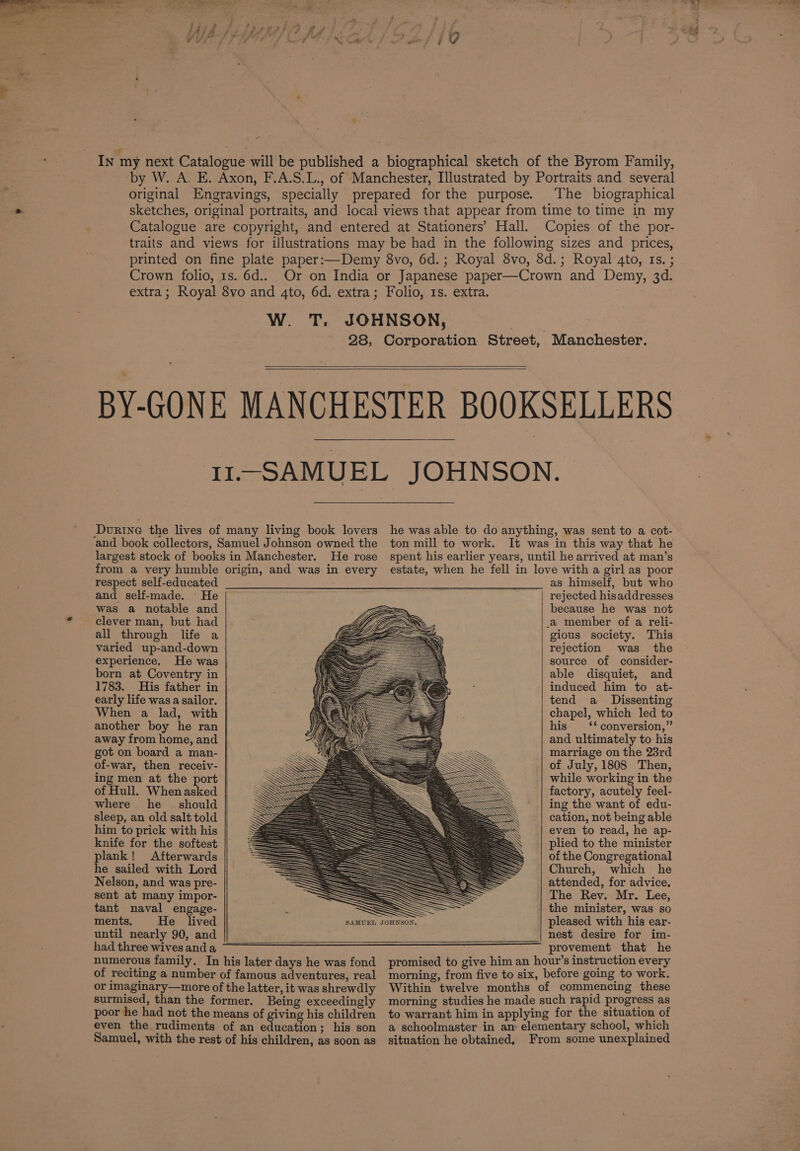 In my next Catalogue will be published a biographical sketch of the Byrom Family,
by W. A. E. Axon, F.A.S.L., of Manchester, Illustrated by Portraits and several
original Engravings, specially prepared for the purpose. The biographical
sketches, original portraits, and local views that appear from time to time in my
Catalogue are copyright, and entered at Stationers' Hall. Copies of the por-
traits and views for illustrations may be had in the following sizes and prices,
printed on fine plate paper:—Demy 8vo, 6d.; Royal 8vo, 8d.; Royal 4to, 1s.;
Crown folio, 1s. 6d.. Or on India or Japanese paper—Crown and Demy, 3d.
extra; Royal 8vo and 4to, 6d. extra; Folio, 1s. extra.
W. T. JOHNSON,
28, Corporation Street, Manchester.
BY-GONE MANCHESTER BOOKSELLERS
11.—SAMUEL JOHNSON.
During the lives of many living book lovers
and book collectors, Samuel Johnson owned the
largest stock of books in Manchester. He rose
from a very humble origin, and was in every
respect self-educated
and self-made. He
was a notable and
clever man, but had
all through life a
varied up-and-down
experience. He was
born at Coventry in
1783. His father in
early life was a sailor.
When a lad, with
another boy he ran
away from home, and
got on board a man-
of-war, then receiv-
ing men at the port
of Hull. When asked
where he should
sleep, an old salt told
him to prick with his
knife for the softest
plank! Afterwards
he sailed with Lord
Nelson, and was pre-
sent at many impor-
tant naval engage-
ments. He lived
until nearly 90, and
had three wives and a
numerous family. In his later days he was fond
of reciting a number of famous adventures, real
or imaginary—more of the latter, it was shrewdly
surmised, than the former. Being exceedingly
poor he had not the means of giving his children
even the rudiments of an education; his son
Samuel, with the rest of his children, as soon as
SAMUEL JOHNSON.
he was able to do anything, was sent to a cot-
ton mill to work. It was in this way that he
spent his earlier years, until he arrived at man's
estate, when he fell in love with a girl as poor
as himself, but who
rejected his addresses
because he was not
a member of a reli-
gious society. This
rejection was the
source of consider-
able disquiet, and
induced him to at-
tend a Dissenting
chapel, which led to
his "conversion,"
and ultimately to his
marriage on the 23rd
of July, 1808 Then,
while working in the
factory, acutely feel-
ing the want of edu-
cation, not being able
even to read, he ap-
plied to the minister
of the Congregational
Church, which he
attended, for advice.
The Rev. Mr. Lee,
the minister, was so
pleased with his ear-
nest desire for im-
provement that he
promised to give him an hour's instruction every
morning, from five to six, before going to work.
Within twelve months of commencing these
morning studies he made such rapid progress as
to warrant him in applying for the situation of
a schoolmaster in an elementary school, which
situation he obtained. From some unexplained